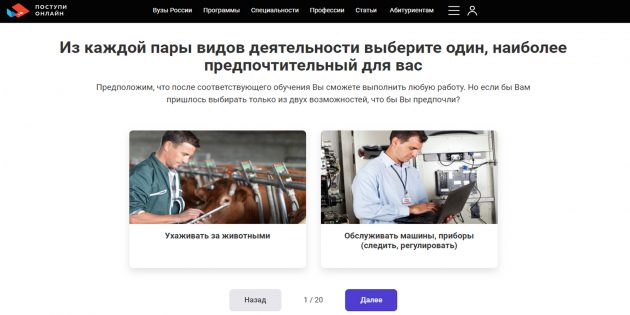 ПОСТУПИ
ОНЛАЙН
Вузы России Программы Специальности Профессии Статьи Абитуриентам
Из каждой пары видов деятельности выберите один, наиболее
предпочтительный для вас
Предположим, что после соответствующего обучения Вы сможете выполнить любую работу. Но если бы Вам
пришлось выбирать только из двух возможностей, что бы Вы предпочли?
Ухаживать за животными
Обслуживать машины, приборы
(следить, регулировать)
Назад 1 / 20 Далее